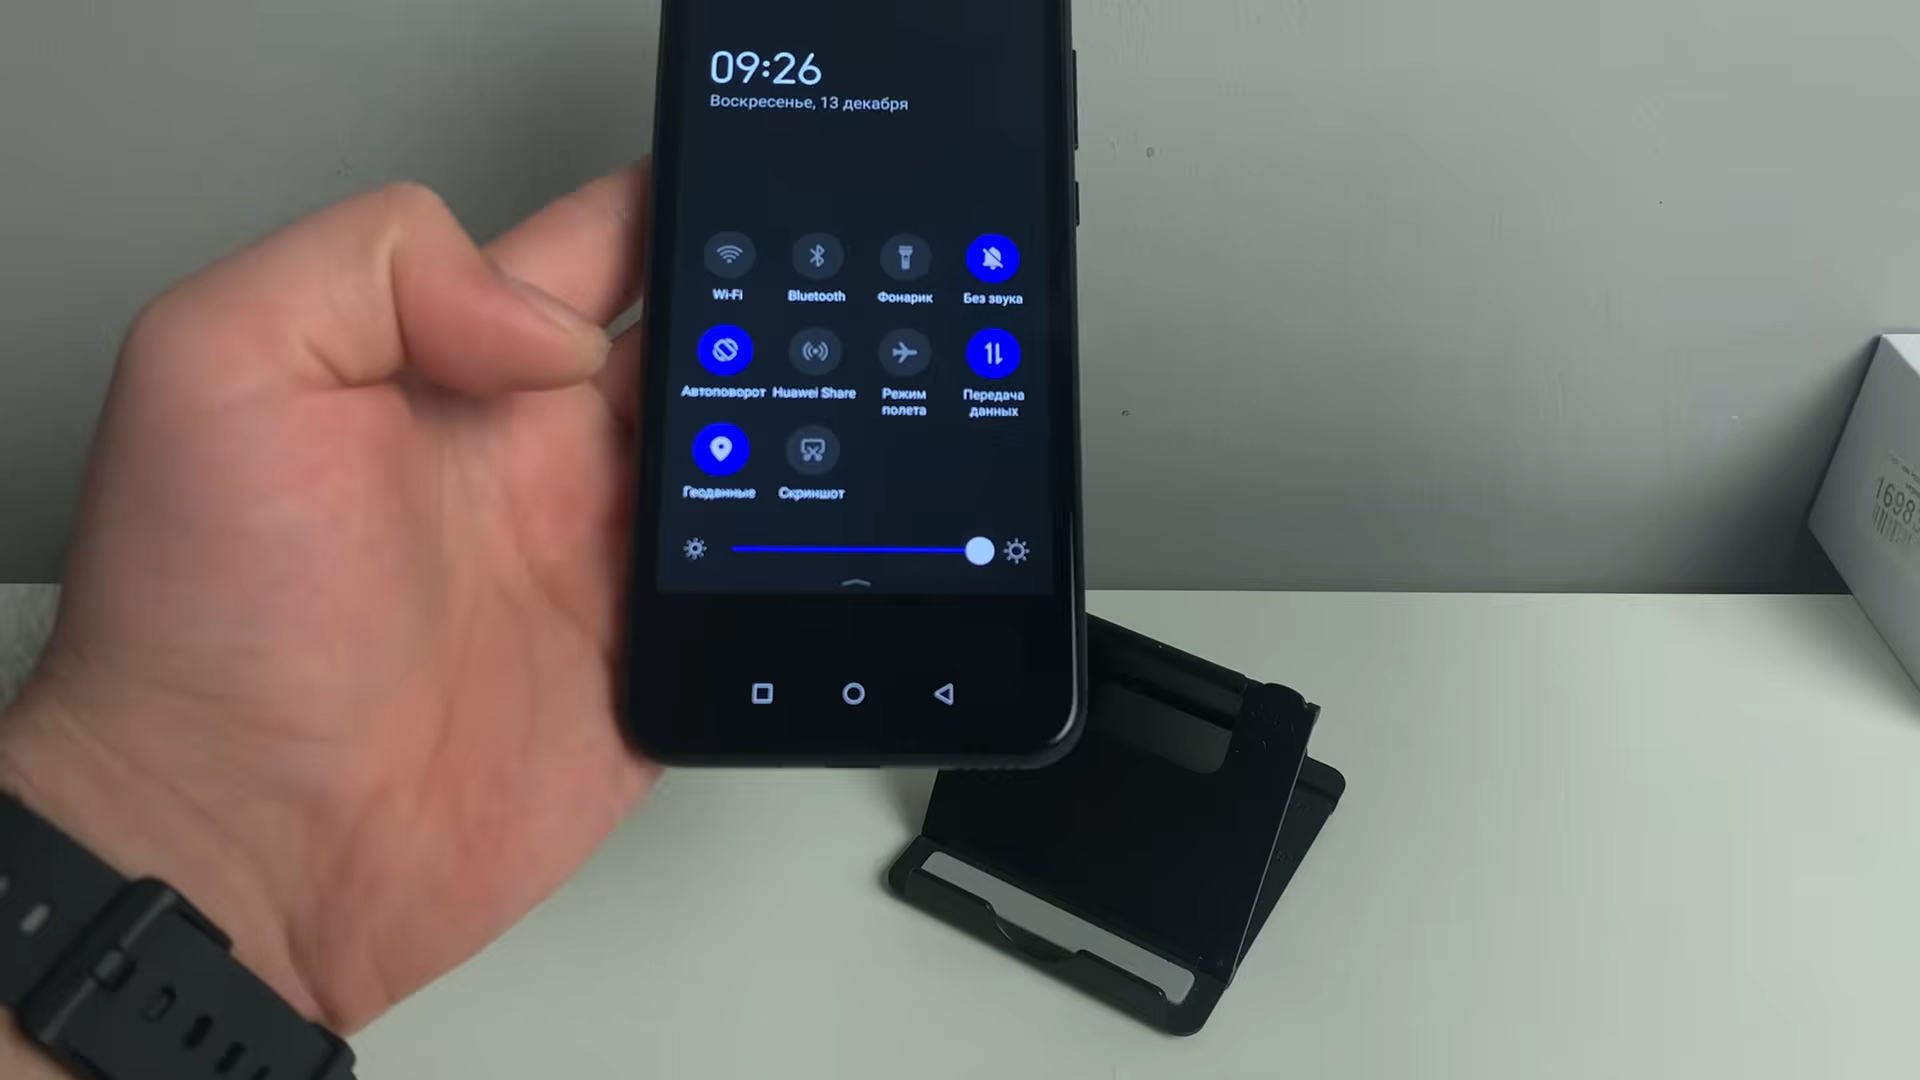 09:26
Воскресенье, 13 декабря
Wi-Fi Bluetooth Фонарик Без звука
Автоповорот Huawei Share Режим полета Передача данных
Геоданные Скриншот